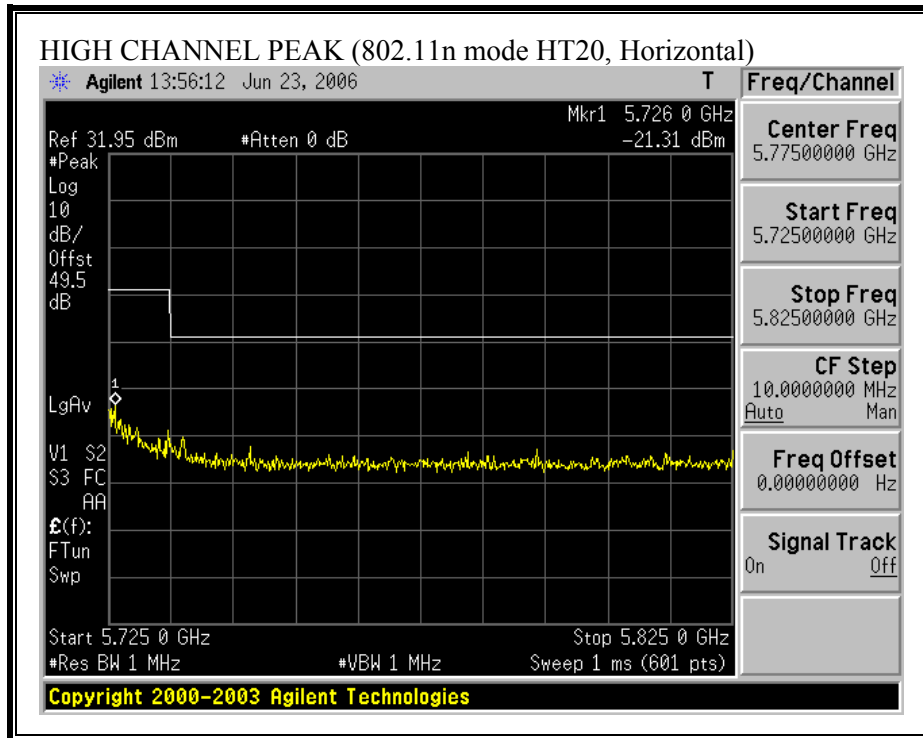 HIGH CHANNEL PEAK (802.11n mode HT20, Horizontal)
Agilent 13:56:12 Jun 23, 2006 T
Mkr1 5.726 0 GHz
Ref 31.95 dBm #Atten 0 dB -21.31 dBm
#Peak
Log
10
dB/
Offst
49.5
dB
1
LgAv
V1 S2
S3 FC
AA
£(f):
FTun
Swp
Start 5.725 0 GHz Stop 5.825 0 GHz
#Res BW 1 MHz #VBW 1 MHz Sweep 1 ms (601 pts)
Copyright 2000-2003 Agilent Technologies
Freq/Channel
Center Freq
5.77500000 GHz
Start Freq
5.72500000 GHz
Stop Freq
5.82500000 GHz
CF Step
10.0000000 MHz
Auto Man
Freq Offset
0.00000000 Hz
Signal Track
On Off